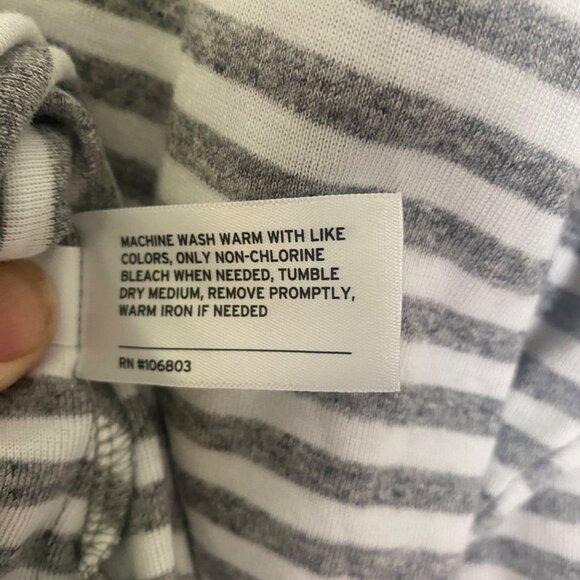 MACHINE WASH WARM WITH LIKE
COLORS, ONLY NON-CHLORINE
BLEACH WHEN NEEDED, TUMBLE
DRY MEDIUM, REMOVE PROMPTLY,
WARM IRON IF NEEDED
RN #106803